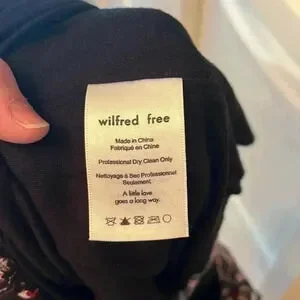 wilfred free
Made in China
Fabriqué en Chine
Professional Dry Clean Only
Nettoyage à Sec Professionnel
Seulement.
A little love
goes a long way.